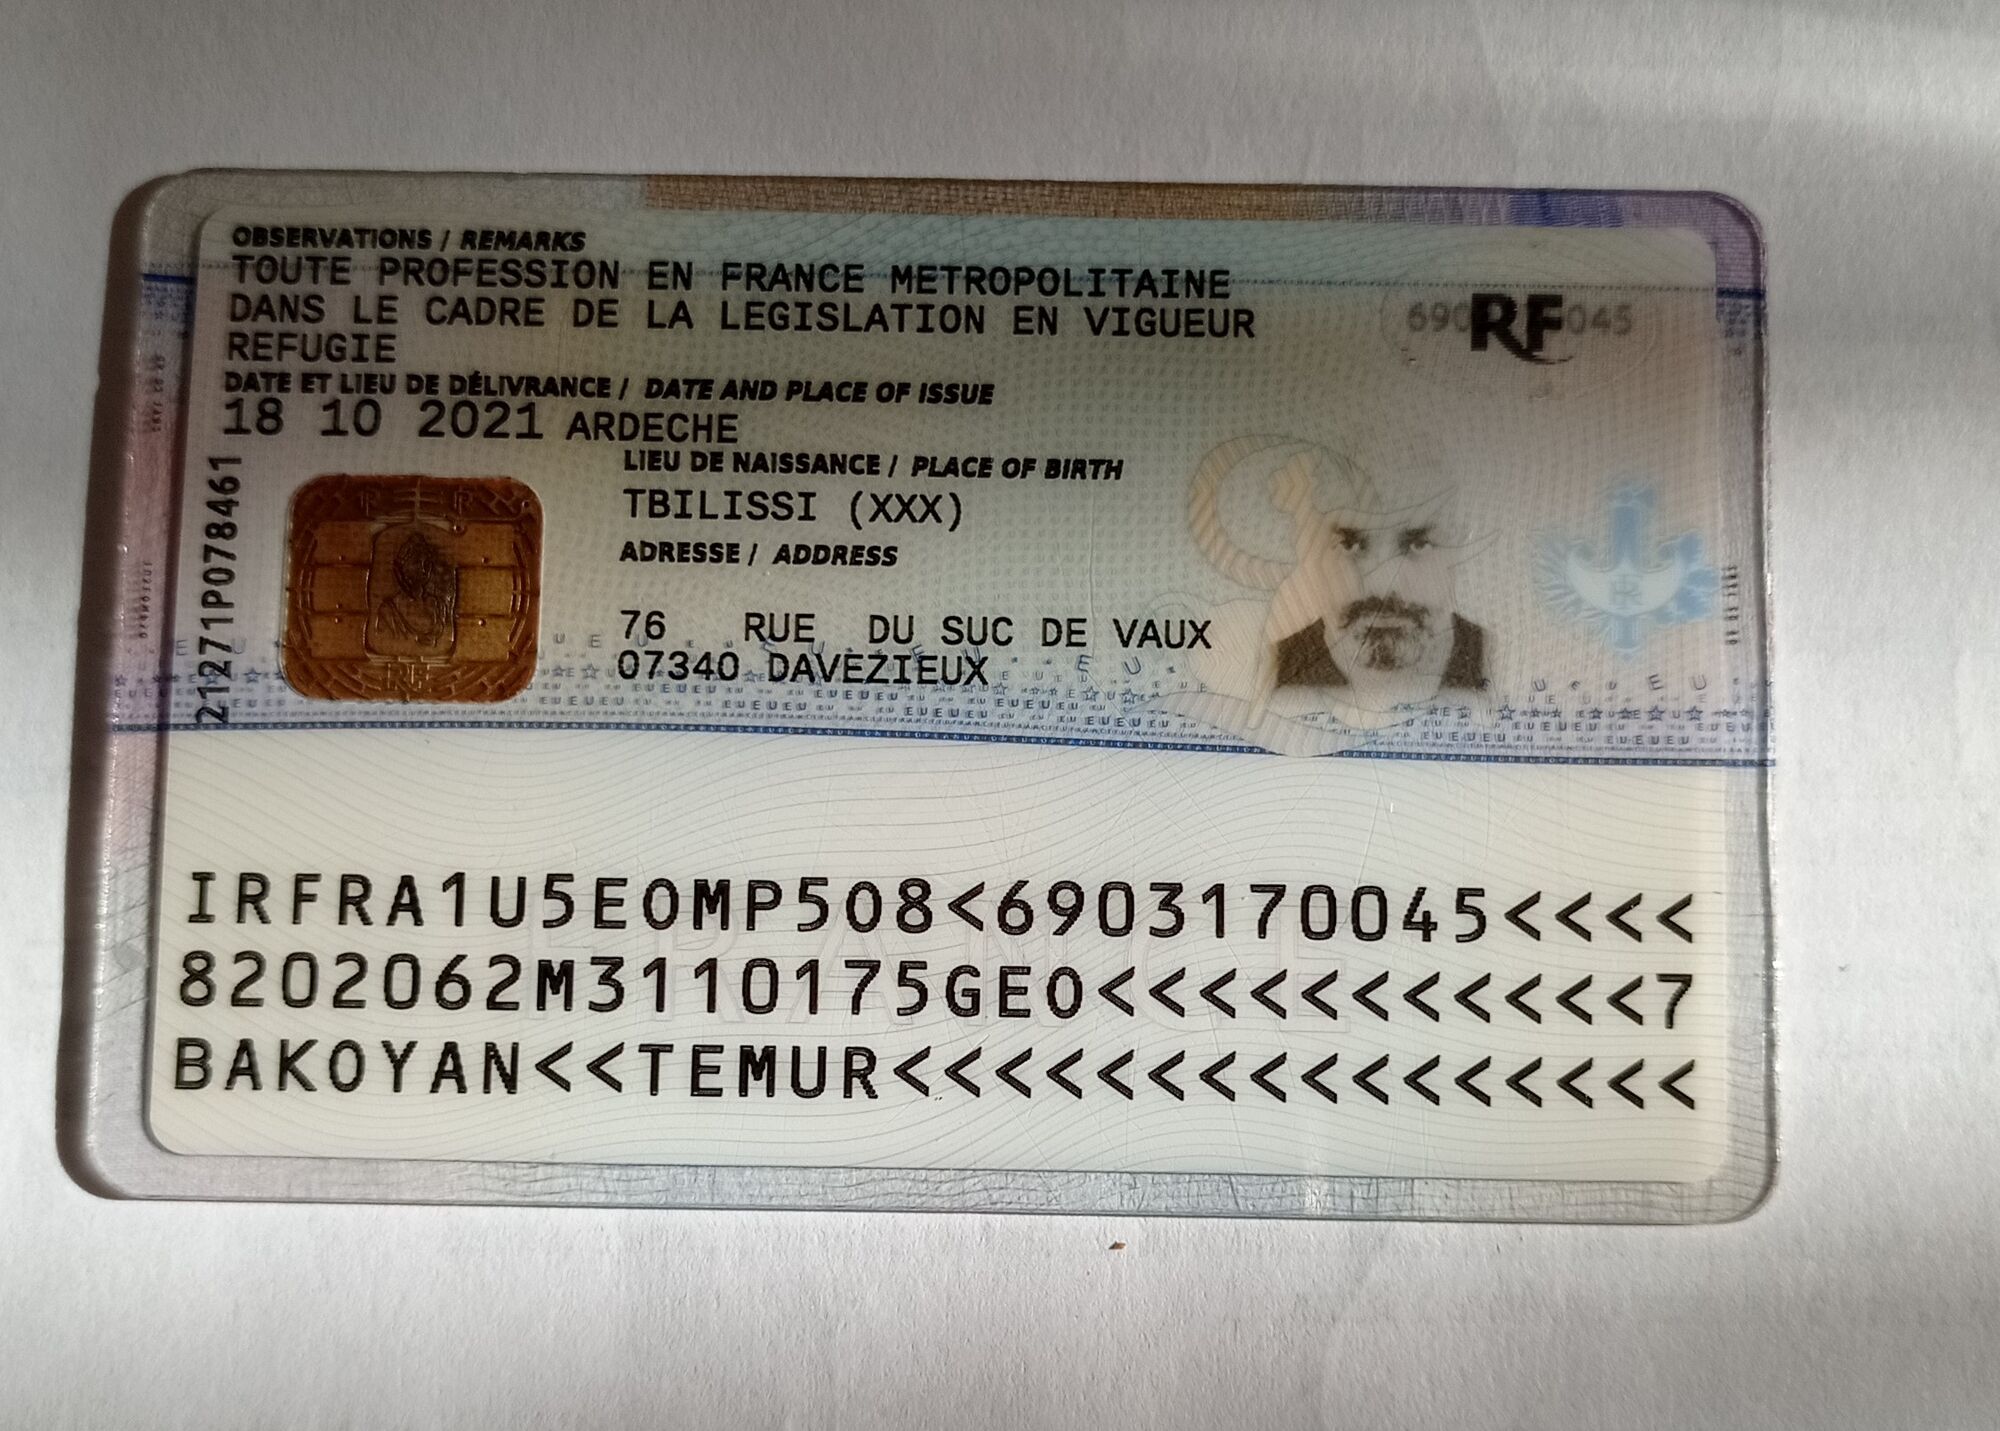 OBSERVATIONS / REMARKS
TOUTE PROFESSION EN FRANCE METROPOLITAINE
DANS LE CADRE DE LA LEGISLATION EN VIGUEUR
REFUGIE
690 RF 045
DATE ET LIEU DE DÉLIVRANCE / DATE AND PLACE OF ISSUE
18 10 2021 ARDECHE
LIEU DE NAISSANCE / PLACE OF BIRTH
TBILISSI (XXX)
ADRESSE / ADDRESS
76 RUE DU SUC DE VAUX
07340 DAVEZIEUX
21271P078461
IRFRA1U5E0MP508<6903170045<<<<
8202062M3110175GEO<<<<<<<<<<<7
BAKOYAN<<TEMUR<<<<<<<<<<<<<<<<